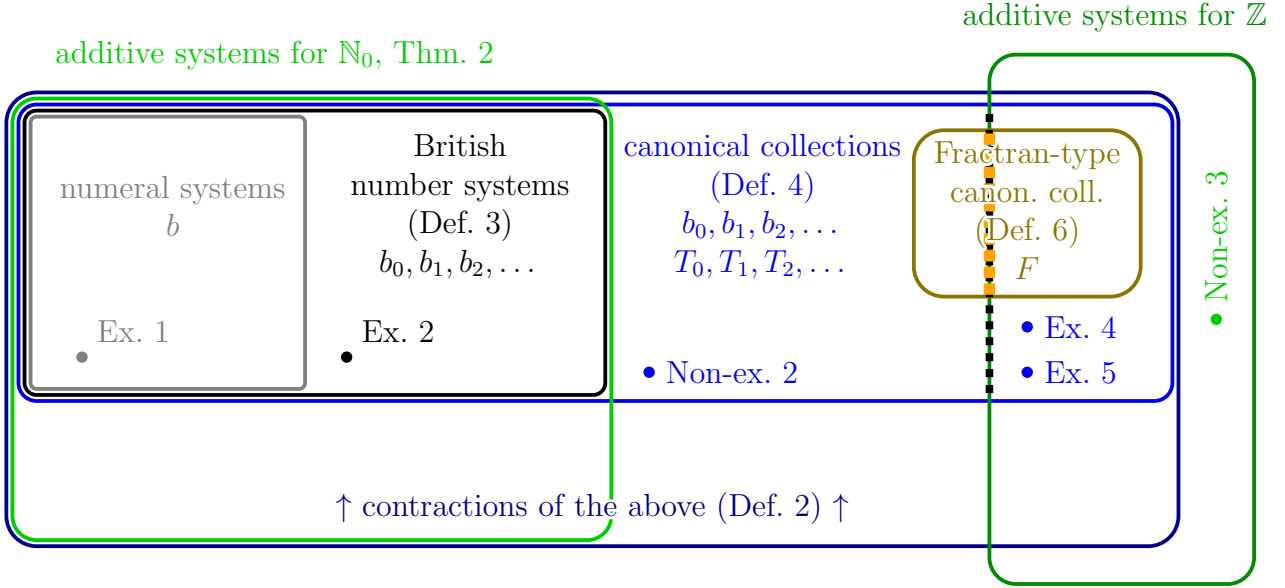 additive systems for ℤ
additive systems for ℕ₀, Thm. 2
numeral systems
b
British
number systems
(Def. 3)
b₀, b₁, b₂, …
canonical collections
(Def. 4)
b₀, b₁, b₂, …
T₀, T₁, T₂, …
Fractran-type
canon. coll.
(Def. 6)
F
Non-ex. 3
Ex. 1
Ex. 2
Non-ex. 2
Ex. 4
Ex. 5
↑ contractions of the above (Def. 2) ↑